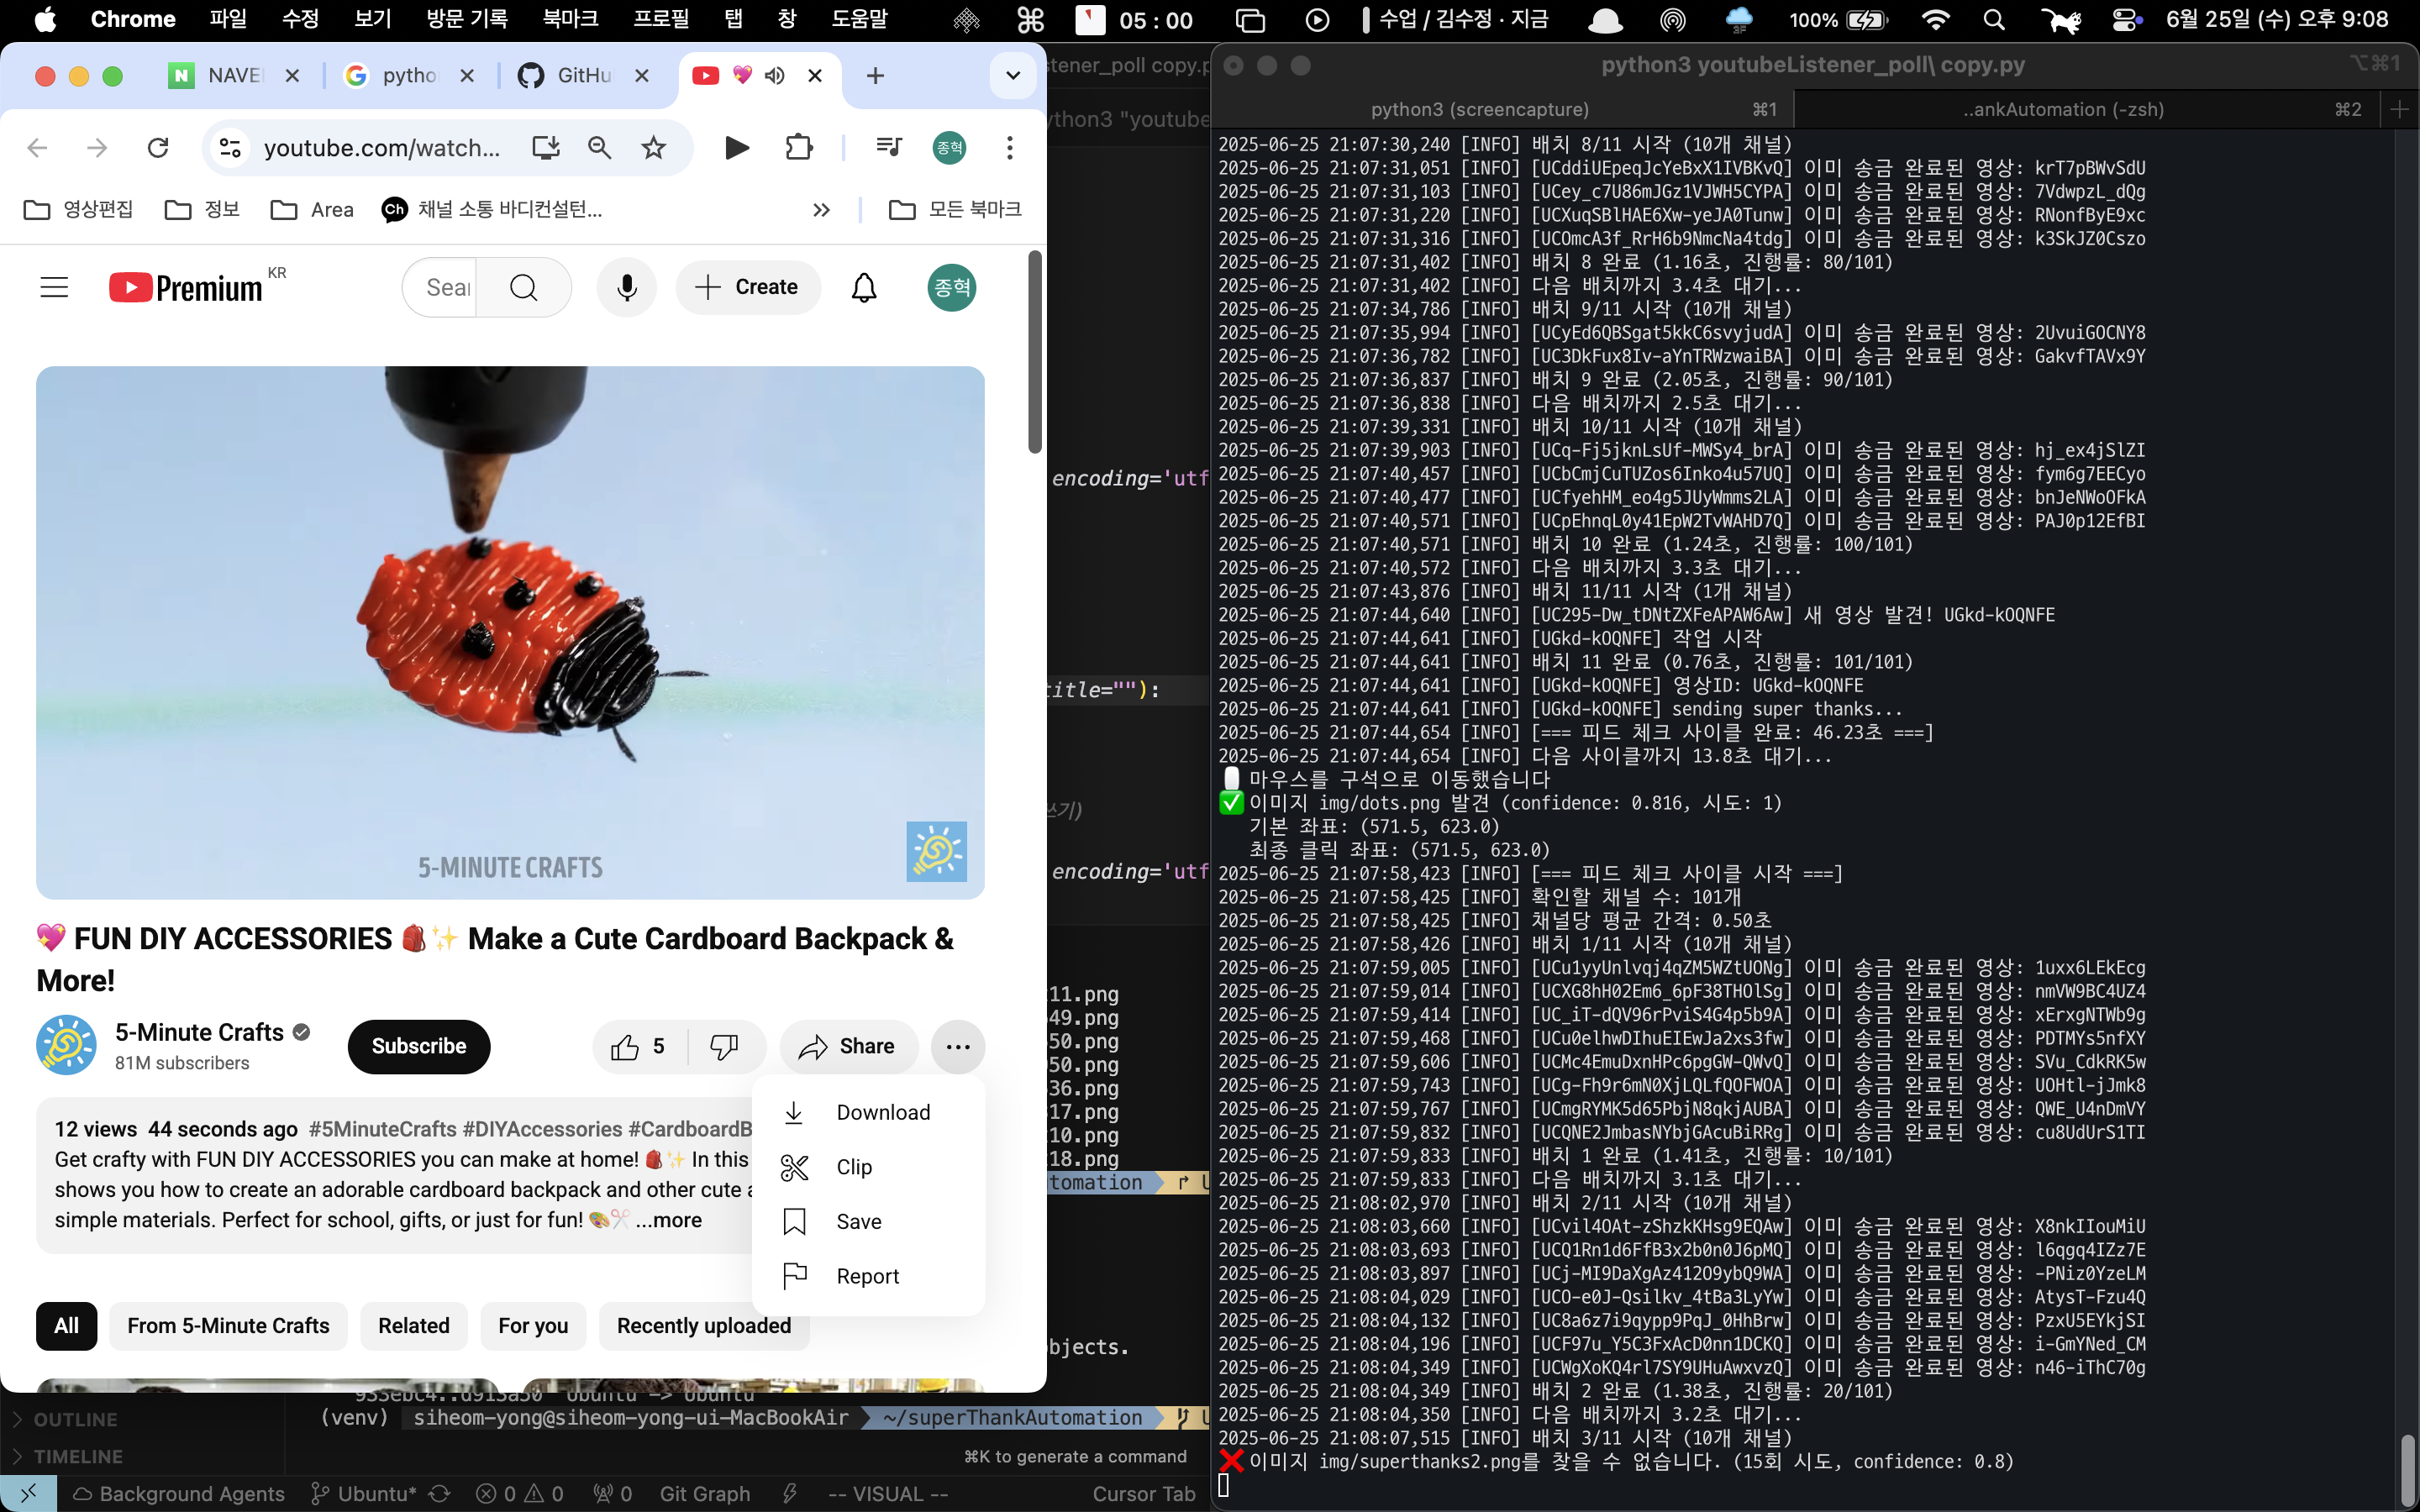 Chrome 파일 수정 보기 방문 기록 북마크 프로필 탭 창 도움말 05 : 00 수업 / 김수정 · 지금 100% 6월 25일 (수) 오후 9:08
NAVE
pytho
GitHu
youtube.com/watch...
종혁
영상편집 정보 Area Ch 채널 소통 바디컨설턴... 모든 북마크
Premium KR
Sear
Create
종혁
5-MINUTE CRAFTS
💖 FUN DIY ACCESSORIES 🎒✨ Make a Cute Cardboard Backpack & More!
5-Minute Crafts
81M subscribers
Subscribe
5
Share
Download
Clip
Save
Report
12 views 44 seconds ago #5MinuteCrafts #DIYAccessories #CardboardB
Get crafty with FUN DIY ACCESSORIES you can make at home! 🎒✨ In this
shows you how to create an adorable cardboard backpack and other cute a
simple materials. Perfect for school, gifts, or just for fun! 🎨✂️ ...more
All From 5-Minute Crafts Related For you Recently uploaded
stener_poll copy.p
ython3 "youtube
encoding='utf
title=""):
쓰기)
encoding='utf
11.png
49.png
50.png
50.png
36.png
17.png
10.png
18.png
tomation
bjects.
933ebc4..d913a50 Ubuntu -> Ubuntu
(venv) siheom-yong@siheom-yong-ui-MacBookAir ~/superThankAutomation
⌘K to generate a command
OUTLINE
TIMELINE
Background Agents Ubuntu* 0 0 0 Git Graph -- VISUAL -- Cursor Tab
python3 youtubeListener_poll\ copy.py ⌥⌘1
python3 (screencapture) ⌘1 ..ankAutomation (-zsh) ⌘2
2025-06-25 21:07:30,240 [INFO] 배치 8/11 시작 (10개 채널)
2025-06-25 21:07:31,051 [INFO] [UCddiUEpeqJcYeBxX1IVBKvQ] 이미 송금 완료된 영상: krT7pBWvSdU
2025-06-25 21:07:31,103 [INFO] [UCey_c7U86mJGz1VJWH5CYPA] 이미 송금 완료된 영상: 7VdwpzL_dQg
2025-06-25 21:07:31,220 [INFO] [UCXuqSBlHAE6Xw-yeJA0Tunw] 이미 송금 완료된 영상: RNonfByE9xc
2025-06-25 21:07:31,316 [INFO] [UCOmcA3f_RrH6b9NmcNa4tdg] 이미 송금 완료된 영상: k3SkJZ0Cszo
2025-06-25 21:07:31,402 [INFO] 배치 8 완료 (1.16초, 진행률: 80/101)
2025-06-25 21:07:31,402 [INFO] 다음 배치까지 3.4초 대기...
2025-06-25 21:07:34,786 [INFO] 배치 9/11 시작 (10개 채널)
2025-06-25 21:07:35,994 [INFO] [UCyEd6QBSgat5kkC6svyjudA] 이미 송금 완료된 영상: 2UvuiGOCNY8
2025-06-25 21:07:36,782 [INFO] [UC3DkFux8Iv-aYnTRWzwaiBA] 이미 송금 완료된 영상: GakvfTAVx9Y
2025-06-25 21:07:36,837 [INFO] 배치 9 완료 (2.05초, 진행률: 90/101)
2025-06-25 21:07:36,838 [INFO] 다음 배치까지 2.5초 대기...
2025-06-25 21:07:39,331 [INFO] 배치 10/11 시작 (10개 채널)
2025-06-25 21:07:39,903 [INFO] [UCq-Fj5jknLsUf-MWSy4_brA] 이미 송금 완료된 영상: hj_ex4jSlZI
2025-06-25 21:07:40,457 [INFO] [UCbCmjCuTUZos6Inko4u57UQ] 이미 송금 완료된 영상: fym6g7EECyo
2025-06-25 21:07:40,477 [INFO] [UCfyehHM_eo4g5JUyWmms2LA] 이미 송금 완료된 영상: bnJeNWoOFkA
2025-06-25 21:07:40,571 [INFO] [UCpEhnqL0y41EpW2TvWAHD7Q] 이미 송금 완료된 영상: PAJ0p12EfBI
2025-06-25 21:07:40,571 [INFO] 배치 10 완료 (1.24초, 진행률: 100/101)
2025-06-25 21:07:40,572 [INFO] 다음 배치까지 3.3초 대기...
2025-06-25 21:07:43,876 [INFO] 배치 11/11 시작 (1개 채널)
2025-06-25 21:07:44,640 [INFO] [UC295-Dw_tDNtZXFeAPAW6Aw] 새 영상 발견! UGkd-kOQNFE
2025-06-25 21:07:44,641 [INFO] [UGkd-kOQNFE] 작업 시작
2025-06-25 21:07:44,641 [INFO] 배치 11 완료 (0.76초, 진행률: 101/101)
2025-06-25 21:07:44,641 [INFO] [UGkd-kOQNFE] 영상ID: UGkd-kOQNFE
2025-06-25 21:07:44,641 [INFO] [UGkd-kOQNFE] sending super thanks...
2025-06-25 21:07:44,654 [INFO] [=== 피드 체크 사이클 완료: 46.23초 ===]
2025-06-25 21:07:44,654 [INFO] 다음 사이클까지 13.8초 대기...
마우스를 구석으로 이동했습니다
✅이미지 img/dots.png 발견 (confidence: 0.816, 시도: 1)
기본 좌표: (571.5, 623.0)
최종 클릭 좌표: (571.5, 623.0)
2025-06-25 21:07:58,423 [INFO] [=== 피드 체크 사이클 시작 ===]
2025-06-25 21:07:58,425 [INFO] 확인할 채널 수: 101개
2025-06-25 21:07:58,425 [INFO] 채널당 평균 간격: 0.50초
2025-06-25 21:07:58,426 [INFO] 배치 1/11 시작 (10개 채널)
2025-06-25 21:07:59,005 [INFO] [UCu1yyUnlvqj4qZM5WZtUONg] 이미 송금 완료된 영상: 1uxx6LEkEcg
2025-06-25 21:07:59,014 [INFO] [UCXG8hH02Em6_6pF38THOlSg] 이미 송금 완료된 영상: nmVW9BC4UZ4
2025-06-25 21:07:59,414 [INFO] [UC_iT-dQV96rPviS4G4p5b9A] 이미 송금 완료된 영상: xErxgNTWb9g
2025-06-25 21:07:59,468 [INFO] [UCu0elhwDIhuEIEwJa2xs3fw] 이미 송금 완료된 영상: PDTMYs5nfXY
2025-06-25 21:07:59,606 [INFO] [UCMc4EmuDxnHPc6pgGW-QWvQ] 이미 송금 완료된 영상: SVu_CdkRK5w
2025-06-25 21:07:59,743 [INFO] [UCg-Fh9r6mN0XjLQLfQOFWOA] 이미 송금 완료된 영상: UOHtl-jJmk8
2025-06-25 21:07:59,767 [INFO] [UCmgRYMK5d65PbjN8qkjAUBA] 이미 송금 완료된 영상: QWE_U4nDmVY
2025-06-25 21:07:59,832 [INFO] [UCQNE2JmbasNYbjGAcuBiRRg] 이미 송금 완료된 영상: cu8UdUrS1TI
2025-06-25 21:07:59,833 [INFO] 배치 1 완료 (1.41초, 진행률: 10/101)
2025-06-25 21:07:59,833 [INFO] 다음 배치까지 3.1초 대기...
2025-06-25 21:08:02,970 [INFO] 배치 2/11 시작 (10개 채널)
2025-06-25 21:08:03,660 [INFO] [UCvil4OAt-zShzkKHsg9EQAw] 이미 송금 완료된 영상: X8nkIIouMiU
2025-06-25 21:08:03,693 [INFO] [UCQ1Rn1d6FfB3x2b0n0J6pMQ] 이미 송금 완료된 영상: l6qgq4IZz7E
2025-06-25 21:08:03,897 [INFO] [UCj-MI9DaXgAz412O9ybQ9WA] 이미 송금 완료된 영상: -PNiz0YzeLM
2025-06-25 21:08:04,029 [INFO] [UCO-e0J-Qsilkv_4tBa3LyYw] 이미 송금 완료된 영상: AtysT-Fzu4Q
2025-06-25 21:08:04,132 [INFO] [UC8a6z7i9qypp9PqJ_0HhBrw] 이미 송금 완료된 영상: PzxU5EYkjSI
2025-06-25 21:08:04,196 [INFO] [UCF97u_Y5C3FxAcD0nn1DCKQ] 이미 송금 완료된 영상: i-GmYNed_CM
2025-06-25 21:08:04,349 [INFO] [UCWgXoKQ4rl7SY9UHuAwxvzQ] 이미 송금 완료된 영상: n46-iThC70g
2025-06-25 21:08:04,349 [INFO] 배치 2 완료 (1.38초, 진행률: 20/101)
2025-06-25 21:08:04,350 [INFO] 다음 배치까지 3.2초 대기...
2025-06-25 21:08:07,515 [INFO] 배치 3/11 시작 (10개 채널)
❌이미지 img/superthanks2.png를 찾을 수 없습니다. (15회 시도, confidence: 0.8)